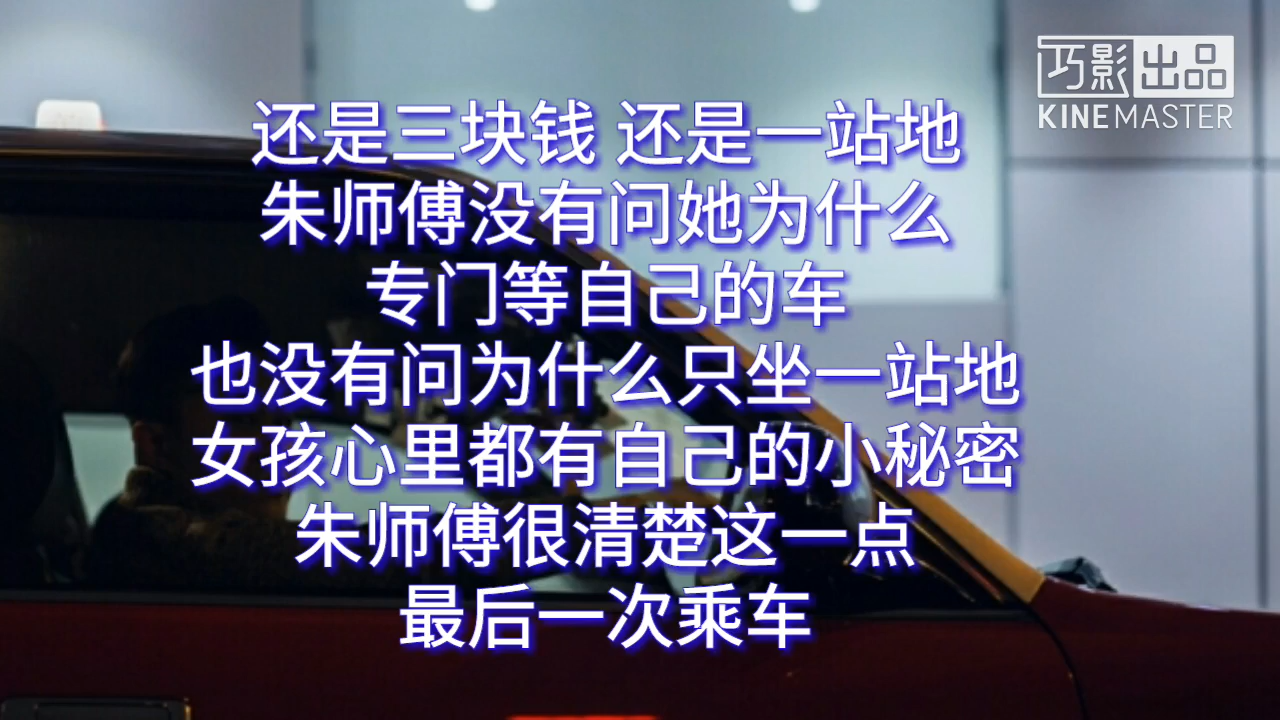 巧影出品
KINEMASTER
还是三块钱 还是一站地
朱师傅没有问她为什么
专门等自己的车
也没有问为什么只坐一站地
女孩心里都有自己的小秘密
朱师傅很清楚这一点
最后一次乘车